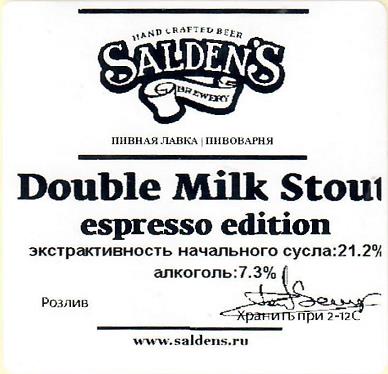 HAND CRAFTED BEER
SALDEN'S
BREWERY
ПИВНАЯ ЛАВКА | ПИВОВАРНЯ
Double Milk Stout
espresso edition
экстрактивность начального сусла:21.2%
алкоголь:7.3%
Розлив
Хранить при 2-12С
www.saldens.ru